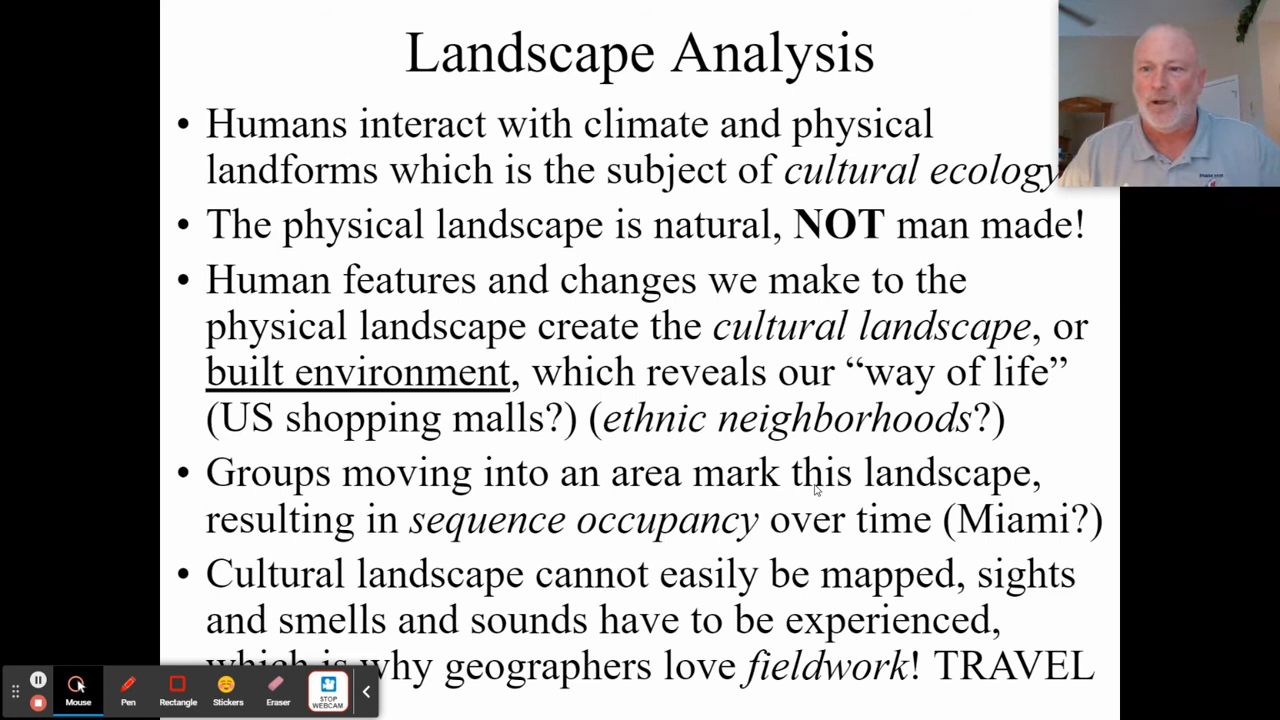 Landscape Analysis
• Humans interact with climate and physical
landforms which is the subject of cultural ecology
• The physical landscape is natural, NOT man made!
• Human features and changes we make to the
physical landscape create the cultural landscape, or
built environment, which reveals our “way of life”
(US shopping malls?) (ethnic neighborhoods?)
• Groups moving into an area mark this landscape,
resulting in sequence occupancy over time (Miami?)
• Cultural landscape cannot easily be mapped, sights
and smells and sounds have to be experienced,
which is why geographers love fieldwork! TRAVEL
Mouse Pen Rectangle Stickers Eraser STOP
WEBCAM